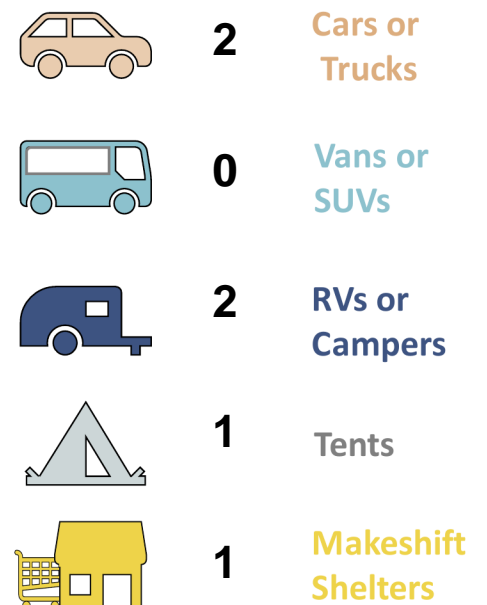 2 Cars or
Trucks
0 Vans or
SUVs
2 RVs or
Campers
1 Tents
1 Makeshift
Shelters